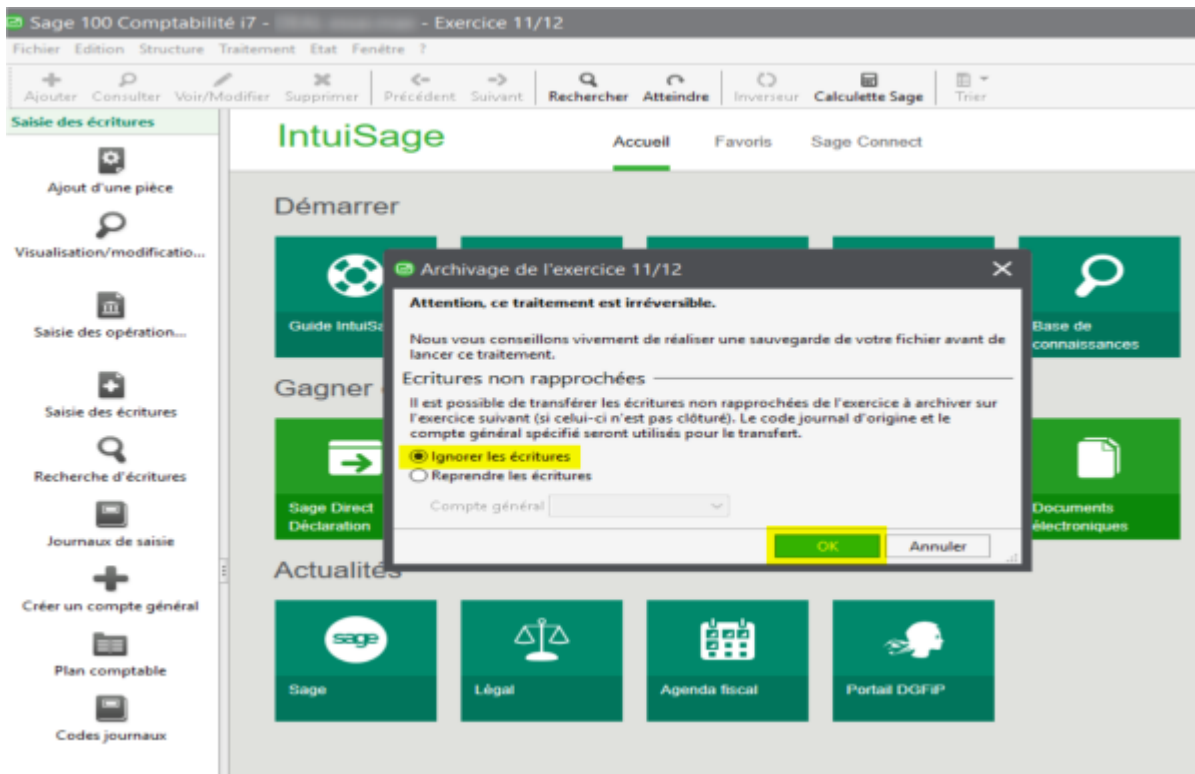 Sage 100 Comptabilité i7 - - Exercice 11/12
Fichier Edition Structure Traitement Etat Fenêtre ?
Ajouter Consulter Voir/Modifier Supprimer Précédent Suivant Rechercher Atteindre Inverseur Calculette Sage Trier
Saisie des écritures
Ajout d'une pièce
Visualisation/modificatio...
Saisie des opération...
Saisie des écritures
Recherche d'écritures
Journaux de saisie
Créer un compte général
Plan comptable
Codes journaux
IntuiSage
Accueil Favoris Sage Connect
Démarrer
Guide IntuiSa
Base de
connaissances
Gagner
Sage Direct
Déclaration
Documents
électroniques
Archivage de l'exercice 11/12
Attention, ce traitement est irréversible.
Nous vous conseillons vivement de réaliser une sauvegarde de votre fichier avant de
lancer ce traitement.
Ecritures non rapprochées
Il est possible de transférer les écritures non rapprochées de l'exercice à archiver sur
l'exercice suivant (si celui-ci n'est pas clôturé). Le code journal d'origine et le
compte général spécifié seront utilisés pour le transfert.
Ignorer les écritures
Reprendre les écritures
Compte général
OK Annuler
Actualités
sage
Sage
Légal
Agenda fiscal
Portail DGFiP